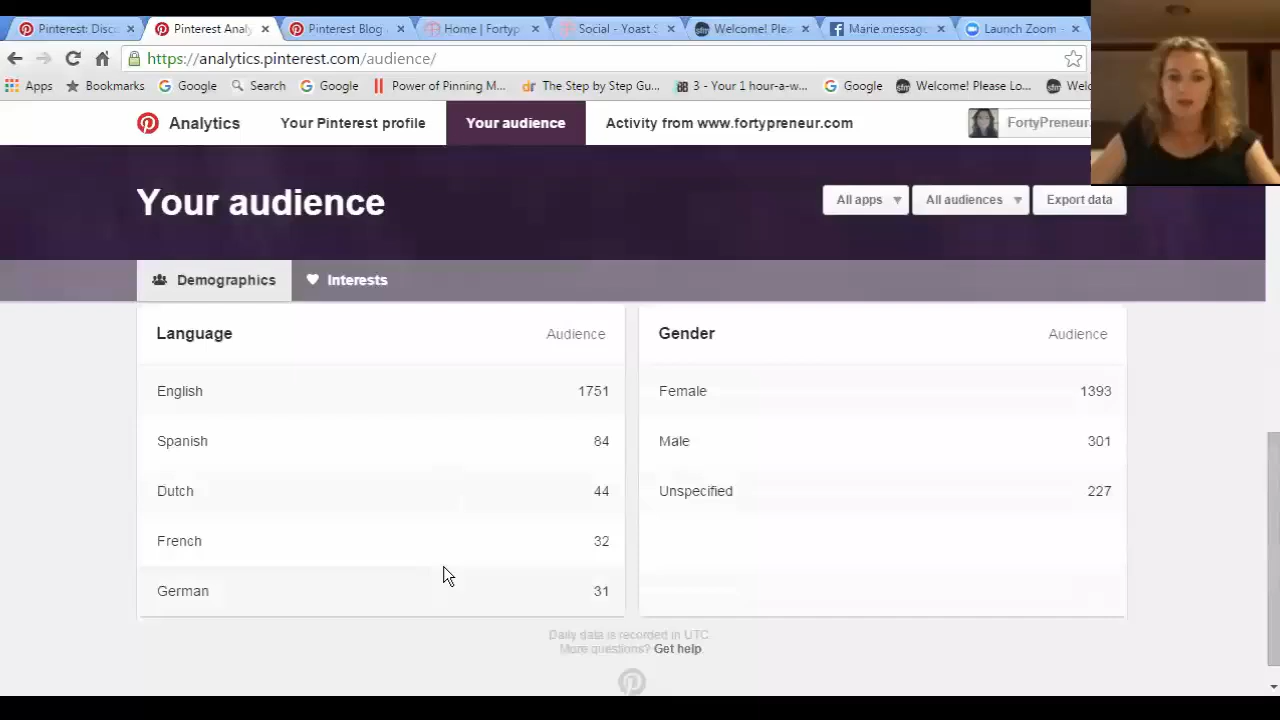 Pinterest: Disc
Pinterest Analy
Pinterest Blog
Home | Fortyp
Social - Yoast S
Welcome! Plea
Marie message
Launch Zoom
https://analytics.pinterest.com/audience/
Apps
Bookmarks
Google
Search
Google
Power of Pinning M...
The Step by Step Gu...
3 - Your 1 hour-a-w...
Google
Welcome! Please Lo...
Welc
Analytics
Your Pinterest profile
Your audience
Activity from www.fortypreneur.com
FortyPreneur.
Your audience
All apps
All audiences
Export data
Demographics
Interests
Language Audience
English 1751
Spanish 84
Dutch 44
French 32
German 31
Gender Audience
Female 1393
Male 301
Unspecified 227
Daily data is recorded in UTC
More questions? Get help